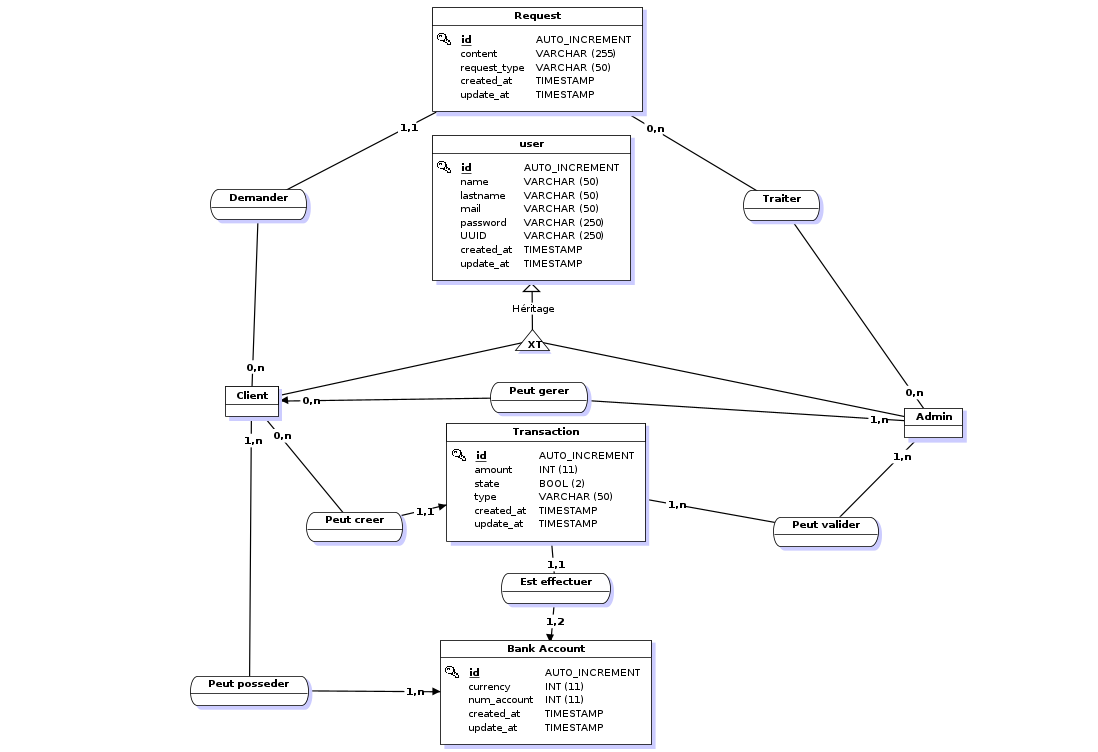 Request
id AUTO_INCREMENT
content VARCHAR (255)
request_type VARCHAR (50)
created_at TIMESTAMP
update_at TIMESTAMP
1,1
0,n
user
id AUTO_INCREMENT
name VARCHAR (50)
lastname VARCHAR (50)
mail VARCHAR (50)
password VARCHAR (250)
UUID VARCHAR (250)
created_at TIMESTAMP
update_at TIMESTAMP
Demander
Traiter
Héritage
XT
0,n
0,n
Client
0,n
Peut gerer
1,n
Admin
1,n
0,n
1,n
Transaction
id AUTO_INCREMENT
amount INT (11)
state BOOL (2)
type VARCHAR (50)
created_at TIMESTAMP
update_at TIMESTAMP
Peut creer
1,1
1,n
Peut valider
1,1
Est effectuer
1,2
Peut posseder
1,n
Bank Account
id AUTO_INCREMENT
currency INT (11)
num_account INT (11)
created_at TIMESTAMP
update_at TIMESTAMP